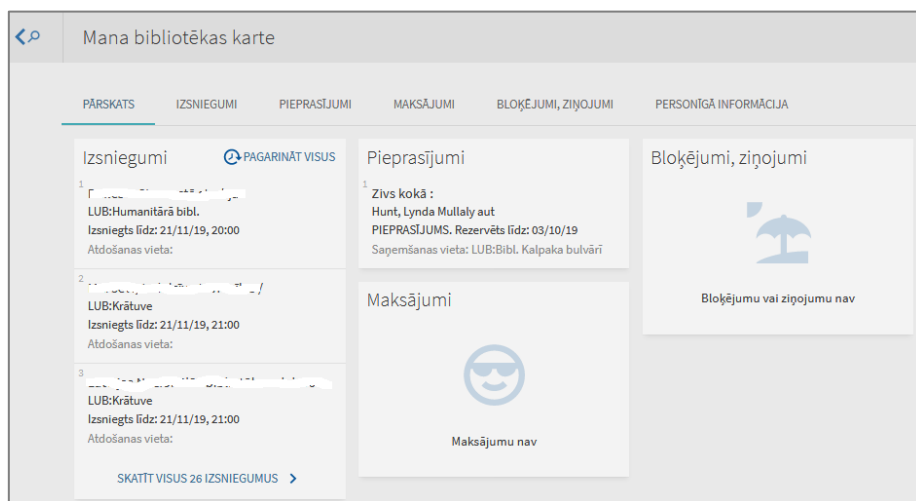 Mana bibliotēkas karte
PĀRSKATS IZSNIEGUMI PIEPRASĪJUMI MAKSĀJUMI BLOĶĒJUMI, ZIŅOJUMI PERSONĪGĀ INFORMĀCIJA
Izsniegumi PAGARINĀT VISUS
1
LUB:Humanitārā bibl.
Izsniegts līdz: 21/11/19, 20:00
Atdošanas vieta:
2
LUB:Krātuve
Izsniegts līdz: 21/11/19, 21:00
Atdošanas vieta:
3
LUB:Krātuve
Izsniegts līdz: 21/11/19, 21:00
Atdošanas vieta:
SKATĪT VISUS 26 IZSNIEGUMUS
Pieprasījumi
1
Zivs kokā :
Hunt, Lynda Mullaly aut
PIEPRASĪJUMS. Rezervēts līdz: 03/10/19
Saņemšanas vieta: LUB:Bibl. Kalpaka bulvārī
Maksājumi
Maksājumu nav
Bloķējumi, ziņojumi
Bloķējumu vai ziņojumu nav